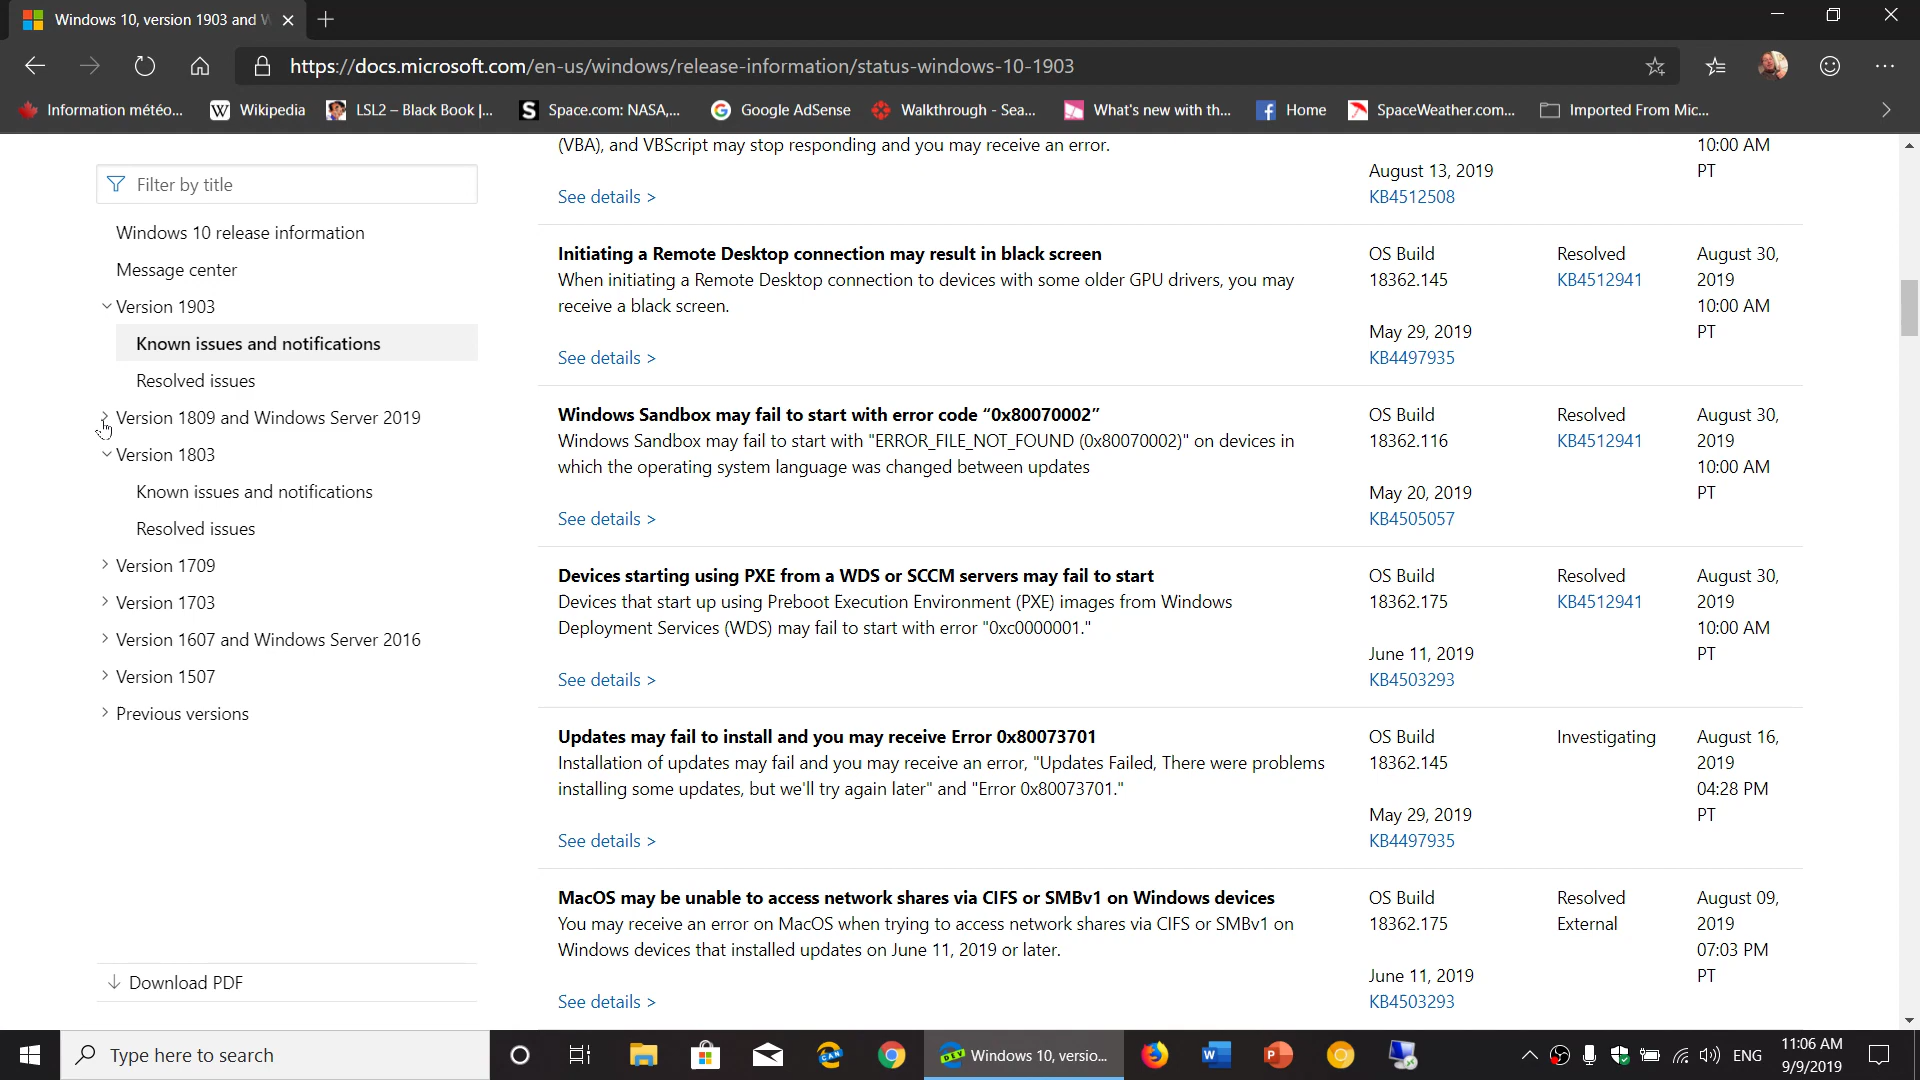 Windows 10, version 1903 and W
https://docs.microsoft.com/en-us/windows/release-information/status-windows-10-1903
Information météo...
W Wikipedia
LSL2 – Black Book |...
S Space.com: NASA,...
G Google AdSense
Walkthrough - Sea...
What's new with th...
f Home
SpaceWeather.com...
Imported From Mic...
Filter by title
Windows 10 release information
Message center
Version 1903
Known issues and notifications
Resolved issues
Version 1809 and Windows Server 2019
Version 1803
Known issues and notifications
Resolved issues
Version 1709
Version 1703
Version 1607 and Windows Server 2016
Version 1507
Previous versions
Download PDF
(VBA), and VBScript may stop responding and you may receive an error.
See details >
August 13, 2019
KB4512508
10:00 AM
PT
Initiating a Remote Desktop connection may result in black screen
When initiating a Remote Desktop connection to devices with some older GPU drivers, you may
receive a black screen.
See details >
OS Build
18362.145
May 29, 2019
KB4497935
Resolved
KB4512941
August 30,
2019
10:00 AM
PT
Windows Sandbox may fail to start with error code “0x80070002”
Windows Sandbox may fail to start with "ERROR_FILE_NOT_FOUND (0x80070002)" on devices in
which the operating system language was changed between updates
See details >
OS Build
18362.116
May 20, 2019
KB4505057
Resolved
KB4512941
August 30,
2019
10:00 AM
PT
Devices starting using PXE from a WDS or SCCM servers may fail to start
Devices that start up using Preboot Execution Environment (PXE) images from Windows
Deployment Services (WDS) may fail to start with error "0xc0000001."
See details >
OS Build
18362.175
June 11, 2019
KB4503293
Resolved
KB4512941
August 30,
2019
10:00 AM
PT
Updates may fail to install and you may receive Error 0x80073701
Installation of updates may fail and you may receive an error, "Updates Failed, There were problems
installing some updates, but we'll try again later" and "Error 0x80073701."
See details >
OS Build
18362.145
May 29, 2019
KB4497935
Investigating
August 16,
2019
04:28 PM
PT
MacOS may be unable to access network shares via CIFS or SMBv1 on Windows devices
You may receive an error on MacOS when trying to access network shares via CIFS or SMBv1 on
Windows devices that installed updates on June 11, 2019 or later.
See details >
OS Build
18362.175
June 11, 2019
KB4503293
Resolved
External
August 09,
2019
07:03 PM
PT
Type here to search
CAN
DEV
Windows 10, versio...
W
P
ENG
11:06 AM
9/9/2019